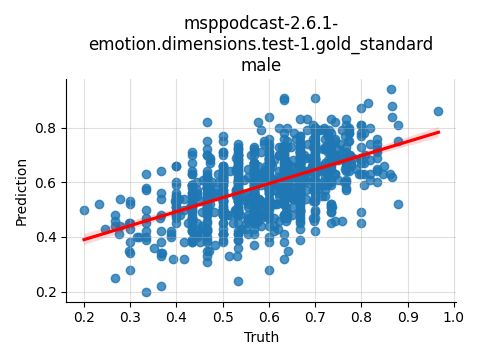 msppodcast-2.6.1-
emotion.dimensions.test-1.gold_standard
male
Prediction
0.8
0.6
0.4
0.2
0.2 0.3 0.4 0.5 0.6 0.7 0.8 0.9 1.0
Truth